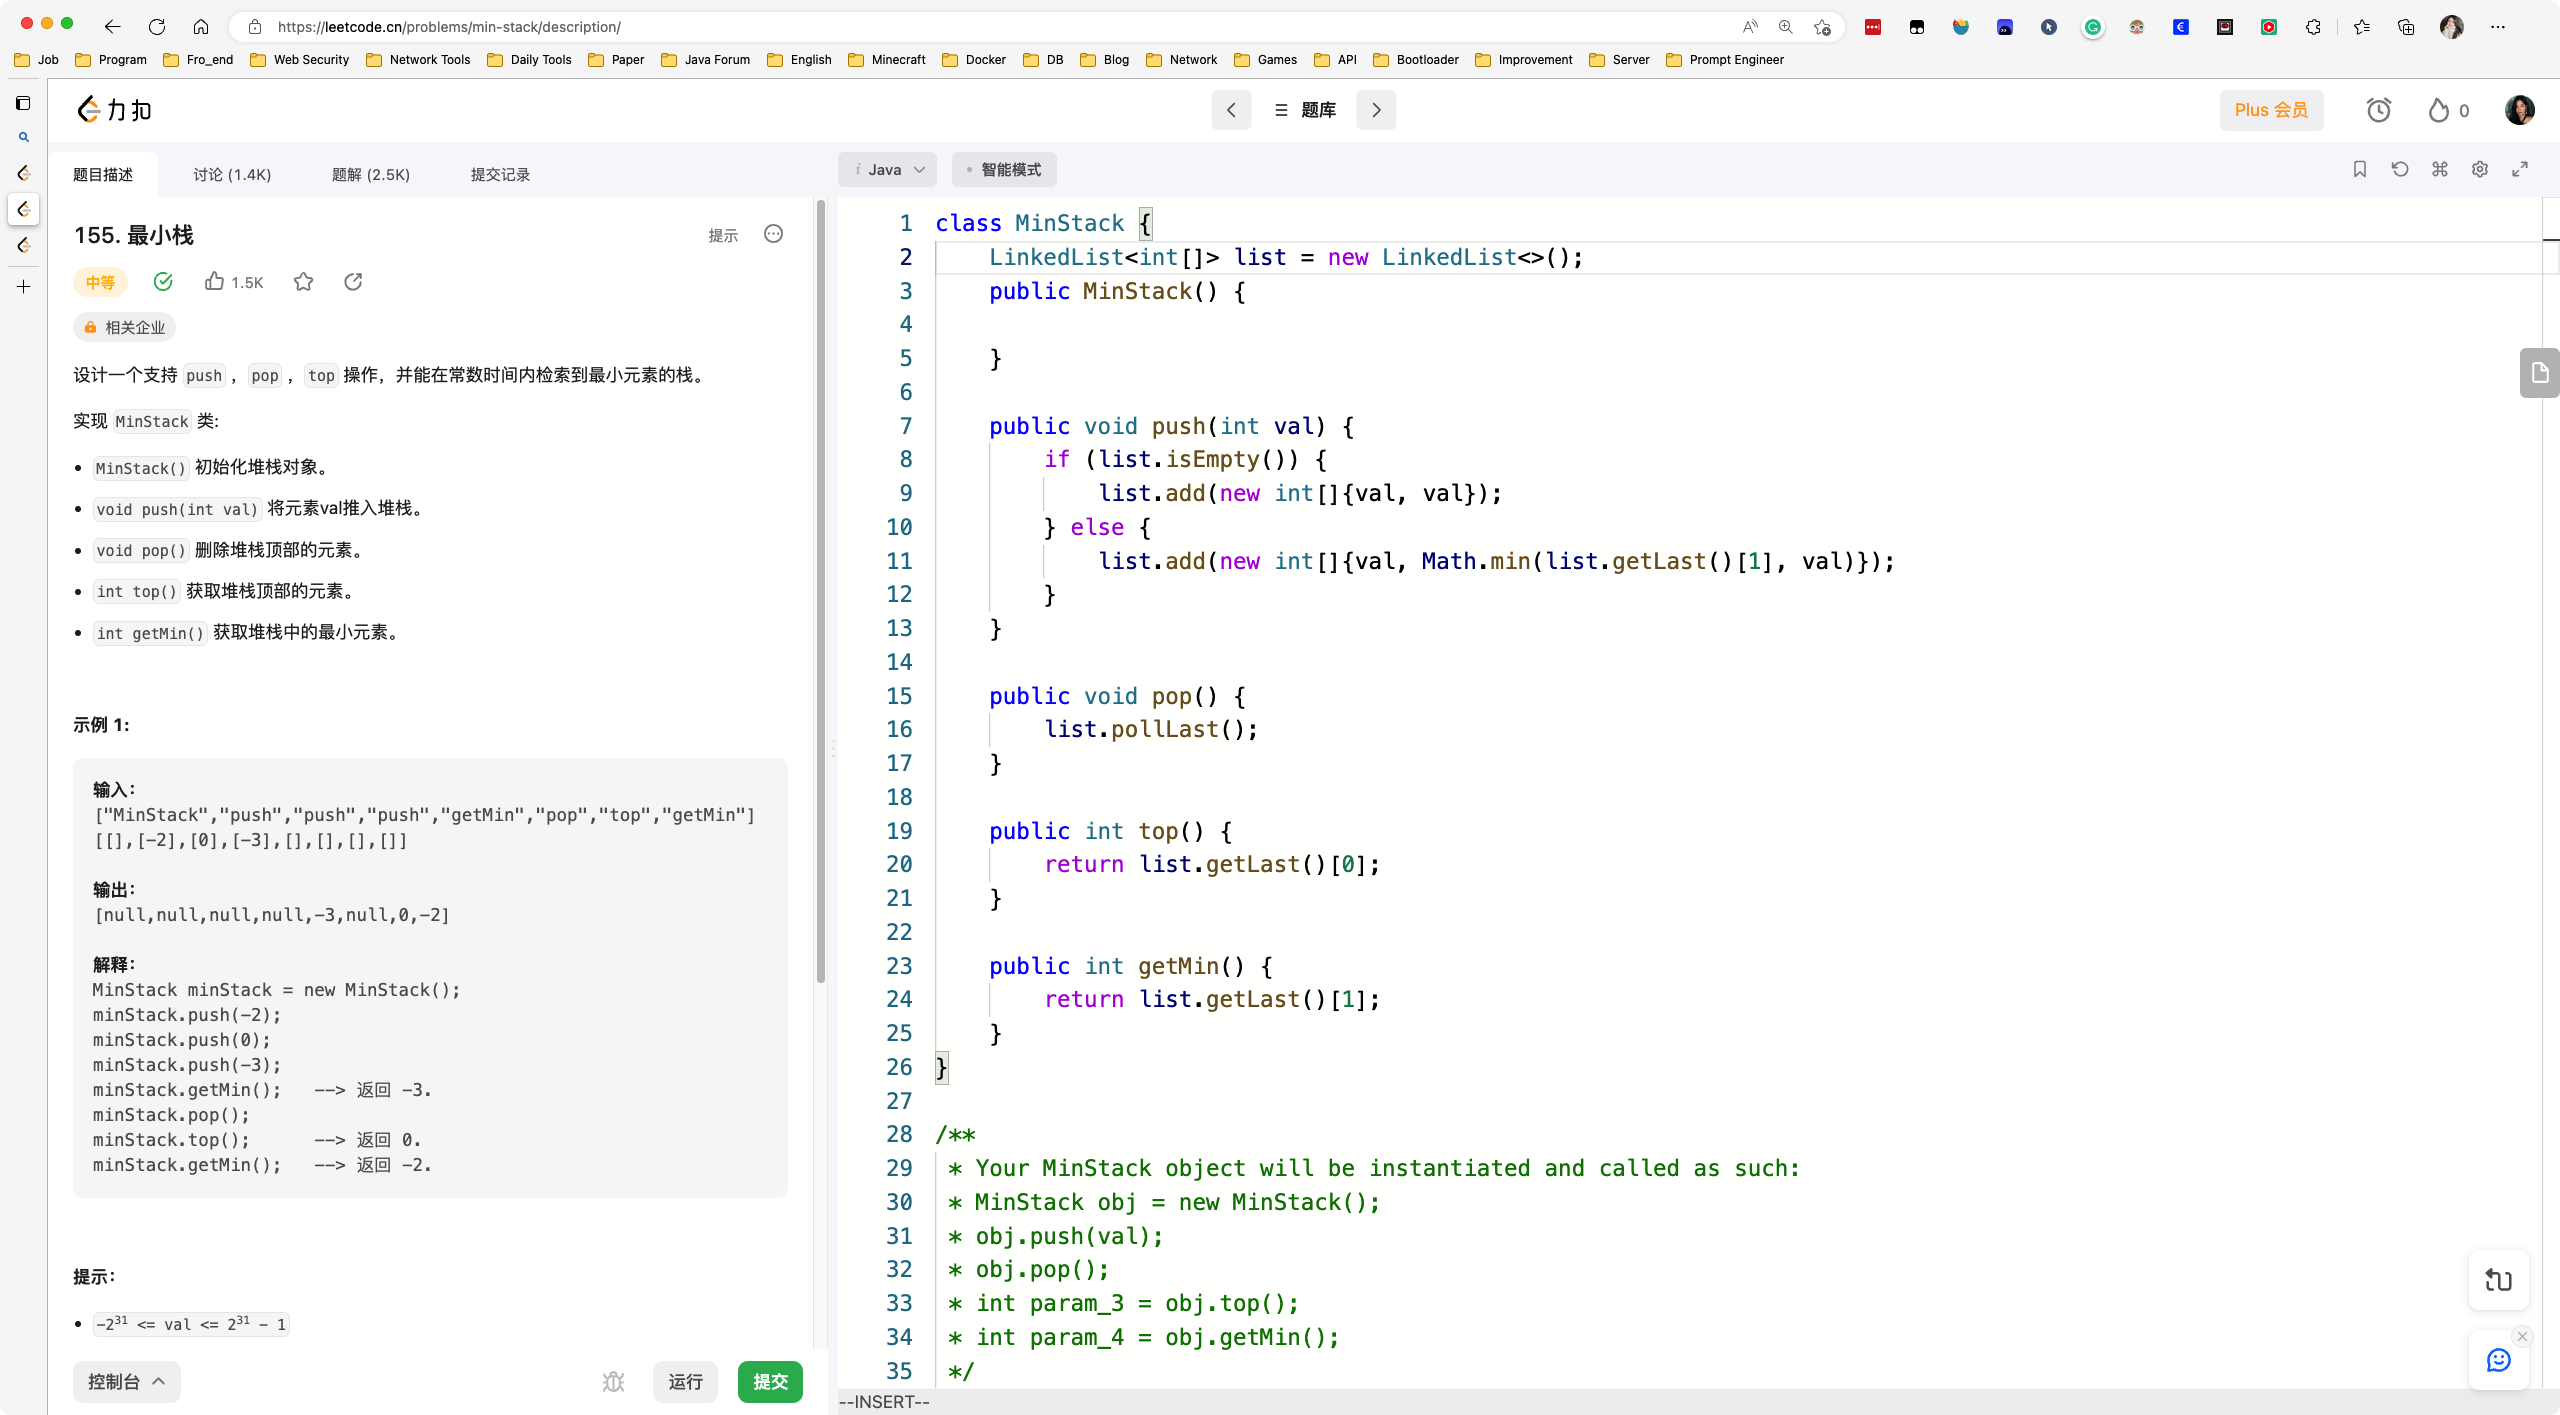 https://leetcode.cn/problems/min-stack/description/
Job Program Fro_end Web Security Network Tools Daily Tools Paper Java Forum English Minecraft Docker DB Blog Network Games API Bootloader Improvement Server Prompt Engineer
力扣
题库
Plus 会员
0
题目描述 讨论 (1.4K) 题解 (2.5K) 提交记录
155. 最小栈
提示
中等
1.5K
相关企业
设计一个支持 push ，pop ，top 操作，并能在常数时间内检索到最小元素的栈。
实现 MinStack 类:
• MinStack() 初始化堆栈对象。
• void push(int val) 将元素val推入堆栈。
• void pop() 删除堆栈顶部的元素。
• int top() 获取堆栈顶部的元素。
• int getMin() 获取堆栈中的最小元素。
示例 1:
输入：
["MinStack","push","push","push","getMin","pop","top","getMin"]
[[],[-2],[0],[-3],[],[],[],[]]
输出：
[null,null,null,null,-3,null,0,-2]
解释：
MinStack minStack = new MinStack();
minStack.push(-2);
minStack.push(0);
minStack.push(-3);
minStack.getMin();   --> 返回 -3.
minStack.pop();
minStack.top();      --> 返回 0.
minStack.getMin();   --> 返回 -2.
提示：
• -2³¹ <= val <= 2³¹ - 1
控制台
运行
提交
i Java
• 智能模式
1 class MinStack {
2     LinkedList<int[]> list = new LinkedList<>();
3     public MinStack() {
4
5     }
6
7     public void push(int val) {
8         if (list.isEmpty()) {
9             list.add(new int[]{val, val});
10         } else {
11             list.add(new int[]{val, Math.min(list.getLast()[1], val)});
12         }
13     }
14
15     public void pop() {
16         list.pollLast();
17     }
18
19     public int top() {
20         return list.getLast()[0];
21     }
22
23     public int getMin() {
24         return list.getLast()[1];
25     }
26 }
27
28 /**
29  * Your MinStack object will be instantiated and called as such:
30  * MinStack obj = new MinStack();
31  * obj.push(val);
32  * obj.pop();
33  * int param_3 = obj.top();
34  * int param_4 = obj.getMin();
35  */
--INSERT--